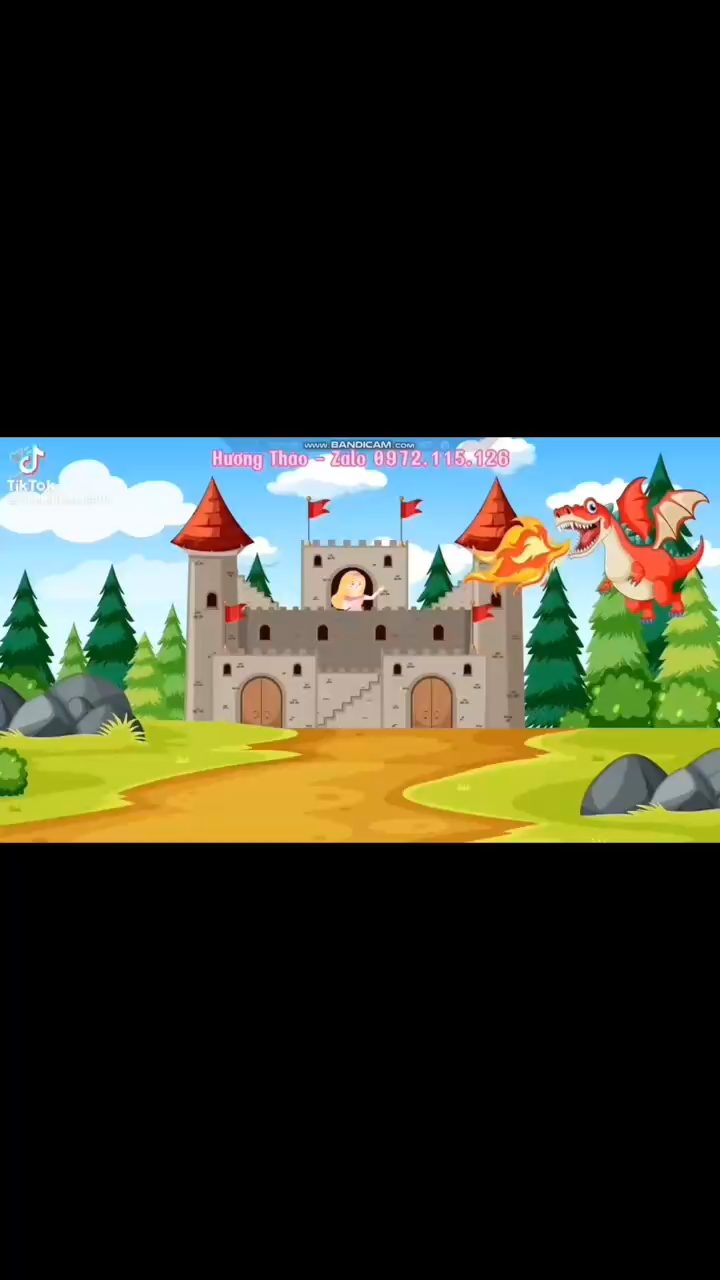 www.BANDICAM.com
Hương Thảo - Zalo 0972.115.126
TikTok